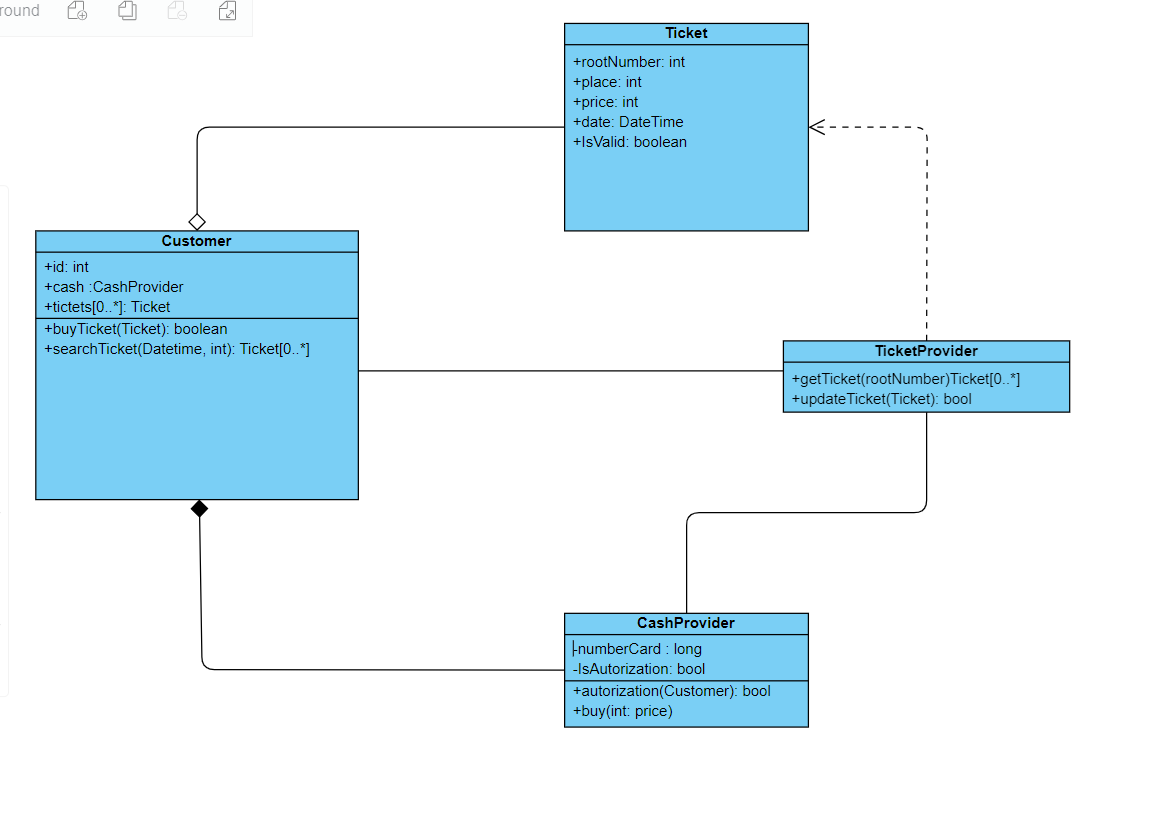 round
Ticket
+rootNumber: int
+place: int
+price: int
+date: DateTime
+IsValid: boolean
Customer
+id: int
+cash :CashProvider
+tictets[0..*]: Ticket
+buyTicket(Ticket): boolean
+searchTicket(Datetime, int): Ticket[0..*]
TicketProvider
+getTicket(rootNumber)Ticket[0..*]
+updateTicket(Ticket): bool
CashProvider
-numberCard : long
-IsAutorization: bool
+autorization(Customer): bool
+buy(int: price)